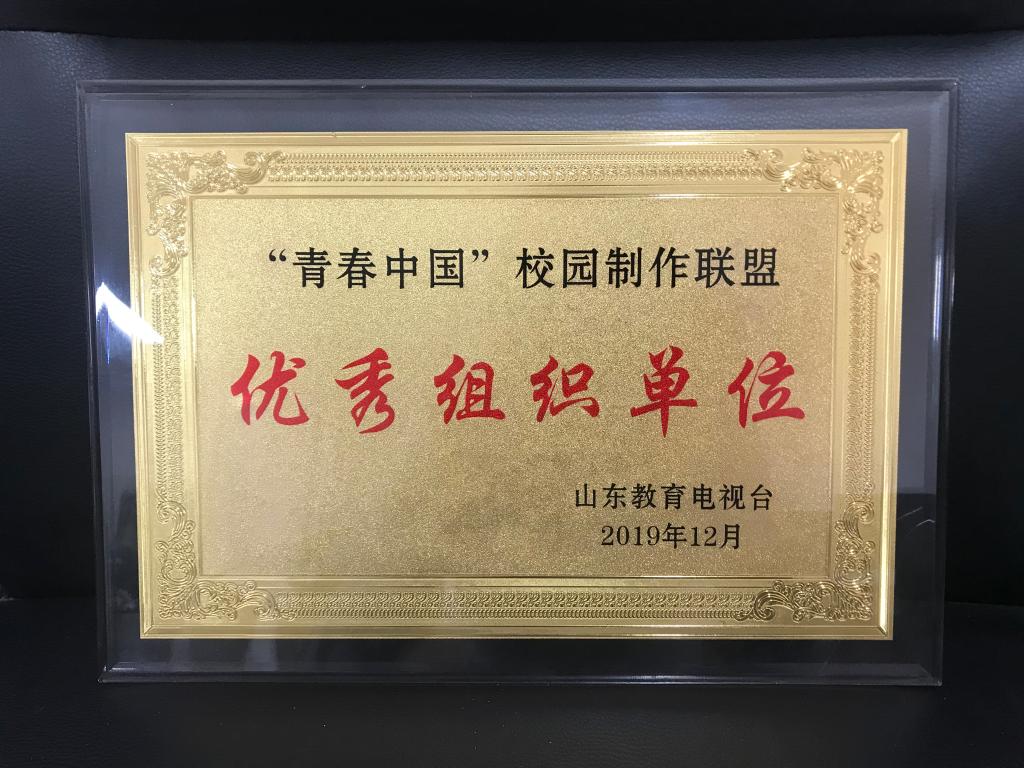 “青春中国”校园制作联盟
优秀组织单位
山东教育电视台
2019年12月